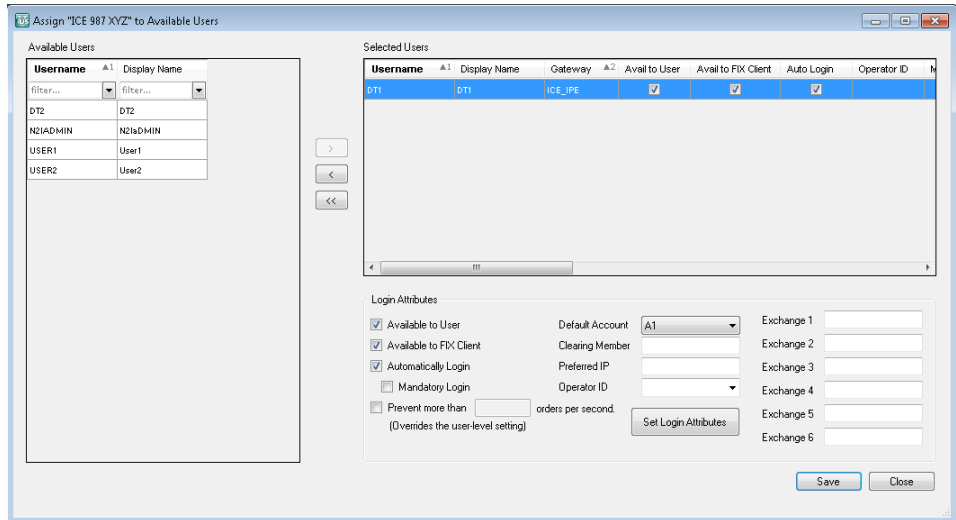 Assign "ICE 987 XYZ" to Available Users
Available Users
Username 1 Display Name
filter... filter...
DT2 DT2
N2IADMIN N2IaDMIN
USER1 User1
USER2 User2
>
<
<<
Selected Users
Username 1 Display Name Gateway 2 Avail to User Avail to FIX Client Auto Login Operator ID
DT1 DT1 ICE_IPE
Login Attributes
Available to User
Available to FIX Client
Automatically Login
Mandatory Login
Prevent more than orders per second.
(Overrides the user-level setting)
Default Account A1
Clearing Member
Preferred IP
Operator ID
Set Login Attributes
Exchange 1
Exchange 2
Exchange 3
Exchange 4
Exchange 5
Exchange 6
Save Close